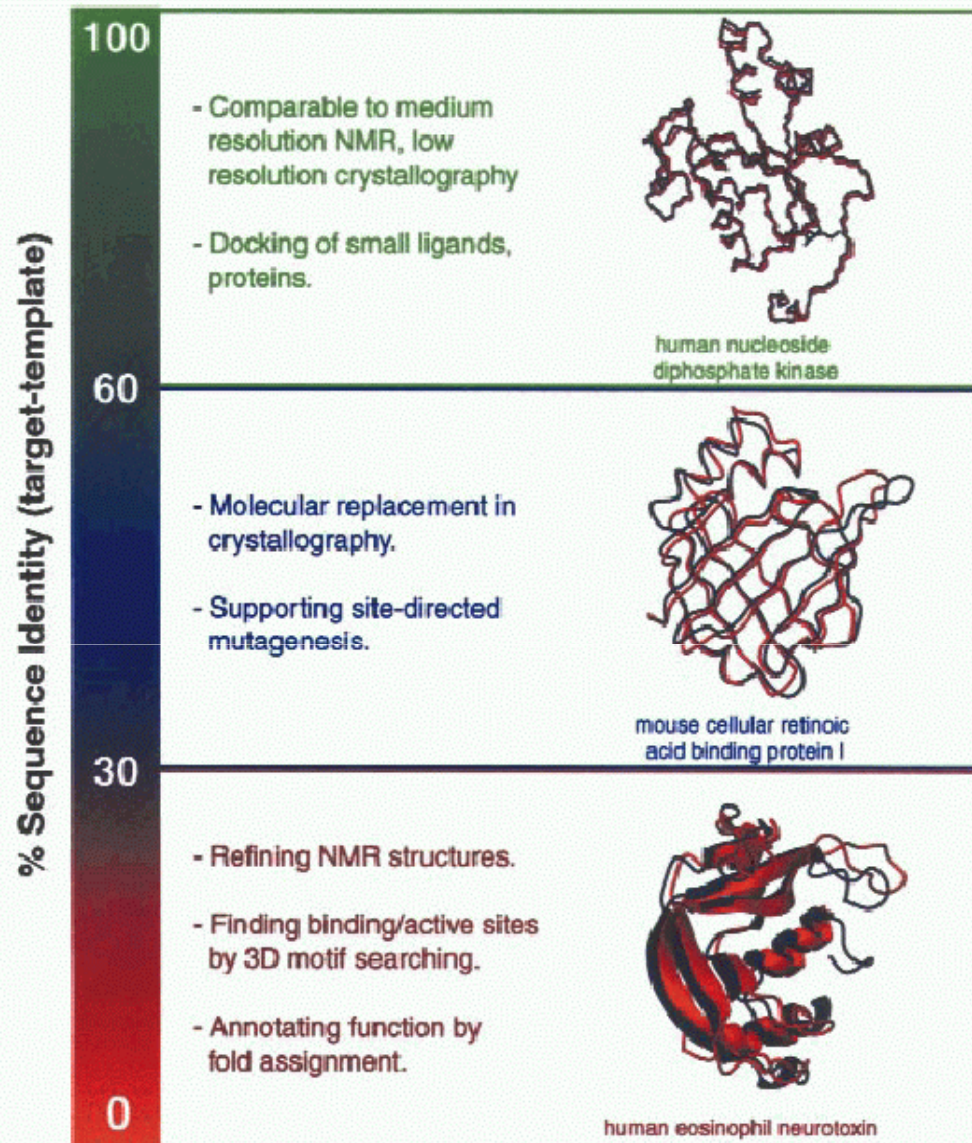 % Sequence Identity (target-template)
100
- Comparable to medium
resolution NMR, low
resolution crystallography
- Docking of small ligands,
proteins.
human nucleoside
diphosphate kinase
60
- Molecular replacement in
crystallography.
- Supporting site-directed
mutagenesis.
mouse cellular retinoic
acid binding protein I
30
- Refining NMR structures.
- Finding binding/active sites
by 3D motif searching.
- Annotating function by
fold assignment.
0
human eosinophil neurotoxin